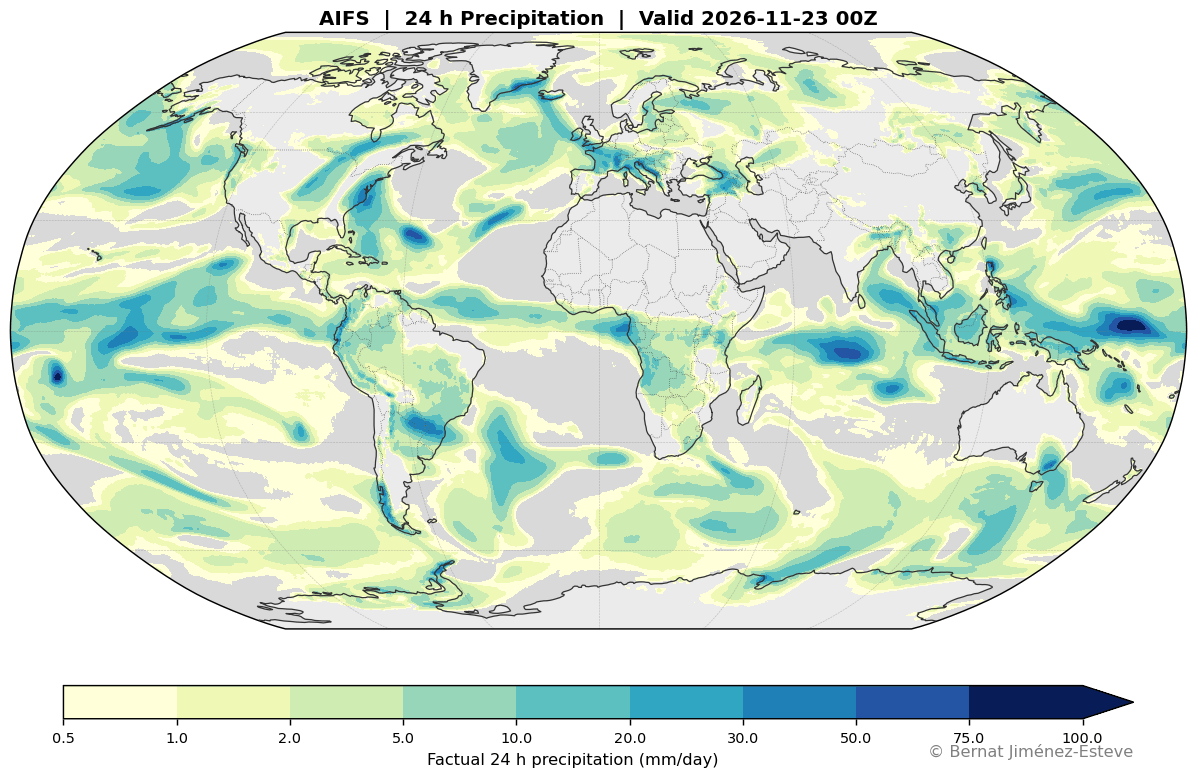 AIFS | 24 h Precipitation | Valid 2026-11-23 00Z
0.5 1.0 2.0 5.0 10.0 20.0 30.0 50.0 75.0 100.0
Factual 24 h precipitation (mm/day)
© Bernat Jiménez-Esteve